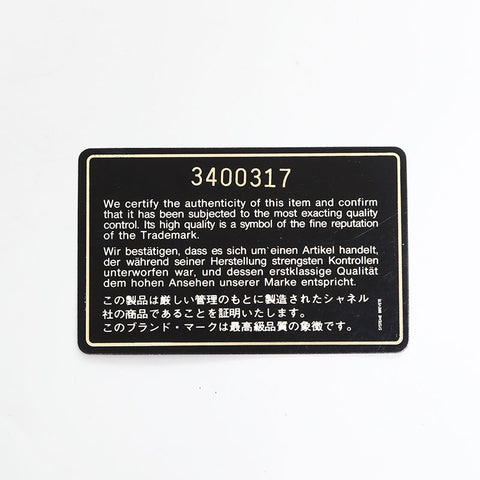 3400317
We certify the authenticity of this item and confirm
that it has been subjected to the most exacting quality
control. Its high quality is a symbol of the fine reputation
of the Trademark.
Wir bestätigen, dass es sich um einen Artikel handelt,
der während seiner Herstellung strengsten Kontrollen
unterworfen war, und dessen erstklassige Qualität
dem hohen Ansehen unserer Marke entspricht.
この製品は厳しい管理のもとに製造されたシャネル
社の商品であることを証明いたします。
このブランド・マークは最高級品質の象徴です。